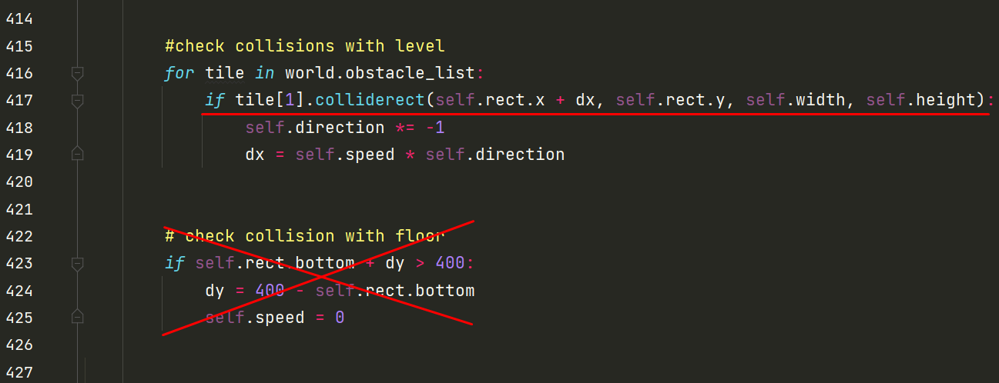 414
415 #check collisions with level
416 for tile in world.obstacle_list:
417 if tile[1].colliderect(self.rect.x + dx, self.rect.y, self.width, self.height):
418 self.direction *= -1
419 dx = self.speed * self.direction
420
421
422 # check collision with floor
423 if self.rect.bottom + dy > 400:
424 dy = 400 - self.rect.bottom
425 self.speed = 0
426
427